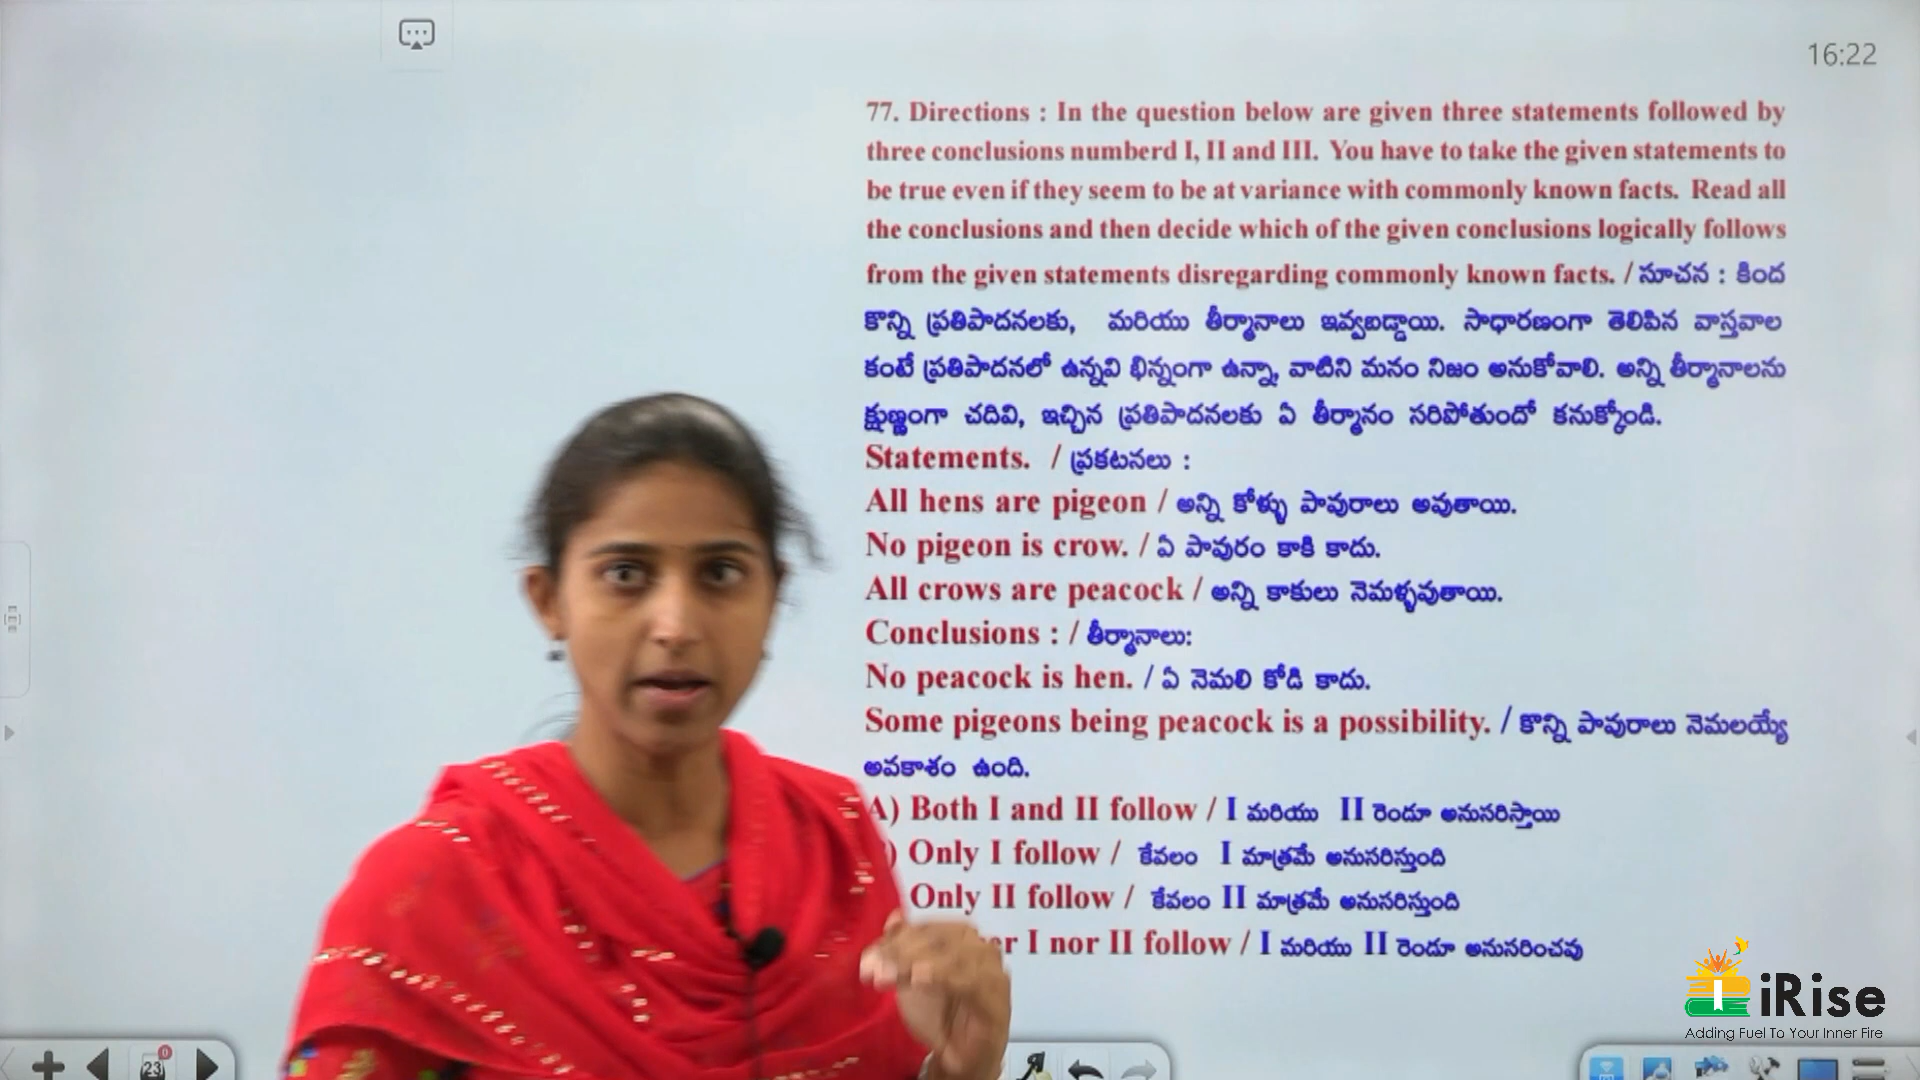 16:22
77. Directions : In the question below are given three statements followed by
three conclusions numberd I, II and III. You have to take the given statements to
be true even if they seem to be at variance with commonly known facts. Read all
the conclusions and then decide which of the given conclusions logically follows
from the given statements disregarding commonly known facts. / సూచన : కింద
కొన్ని ప్రతిపాదనలకు, మరియు తీర్మానాలు ఇవ్వబడ్డాయి. సాధారణంగా తెలిపిన వాస్తవాల
కంటే ప్రతిపాదనలో ఉన్నవి భిన్నంగా ఉన్నా, వాటిని మనం నిజం అనుకోవాలి. అన్ని తీర్మానాలను
క్షుణ్ణంగా చదివి, ఇచ్చిన ప్రతిపాదనలకు ఏ తీర్మానం సరిపోతుందో కనుక్కోండి.
Statements. / ప్రకటనలు :
All hens are pigeon / అన్ని కోళ్ళు పావురాలు అవుతాయి.
No pigeon is crow. / ఏ పావురం కాకి కాదు.
All crows are peacock / అన్ని కాకులు నెమళ్ళవుతాయి.
Conclusions : / తీర్మానాలు:
No peacock is hen. / ఏ నెమలి కోడి కాదు.
Some pigeons being peacock is a possibility. / కొన్ని పావురాలు నెమలయ్యే
అవకాశం ఉంది.
A) Both I and II follow / I మరియు II రెండూ అనుసరిస్తాయి
) Only I follow / కేవలం I మాత్రమే అనుసరిస్తుంది
Only II follow / కేవలం II మాత్రమే అనుసరిస్తుంది
er I nor II follow / I మరియు II రెండూ అనుసరించవు
iRise
Adding Fuel To Your Inner Fire
23
0